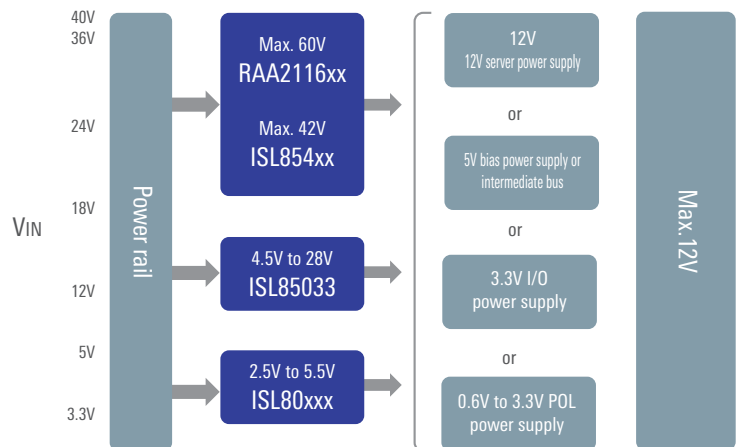 40V
36V
24V
18V
VIN
12V
5V
3.3V
Power rail
Max. 60V
RAA2116xx
Max. 42V
ISL854xx
4.5V to 28V
ISL85033
2.5V to 5.5V
ISL80xxx
12V
12V server power supply
or
5V bias power supply or
intermediate bus
or
3.3V I/O
power supply
or
0.6V to 3.3V POL
power supply
Max.12V